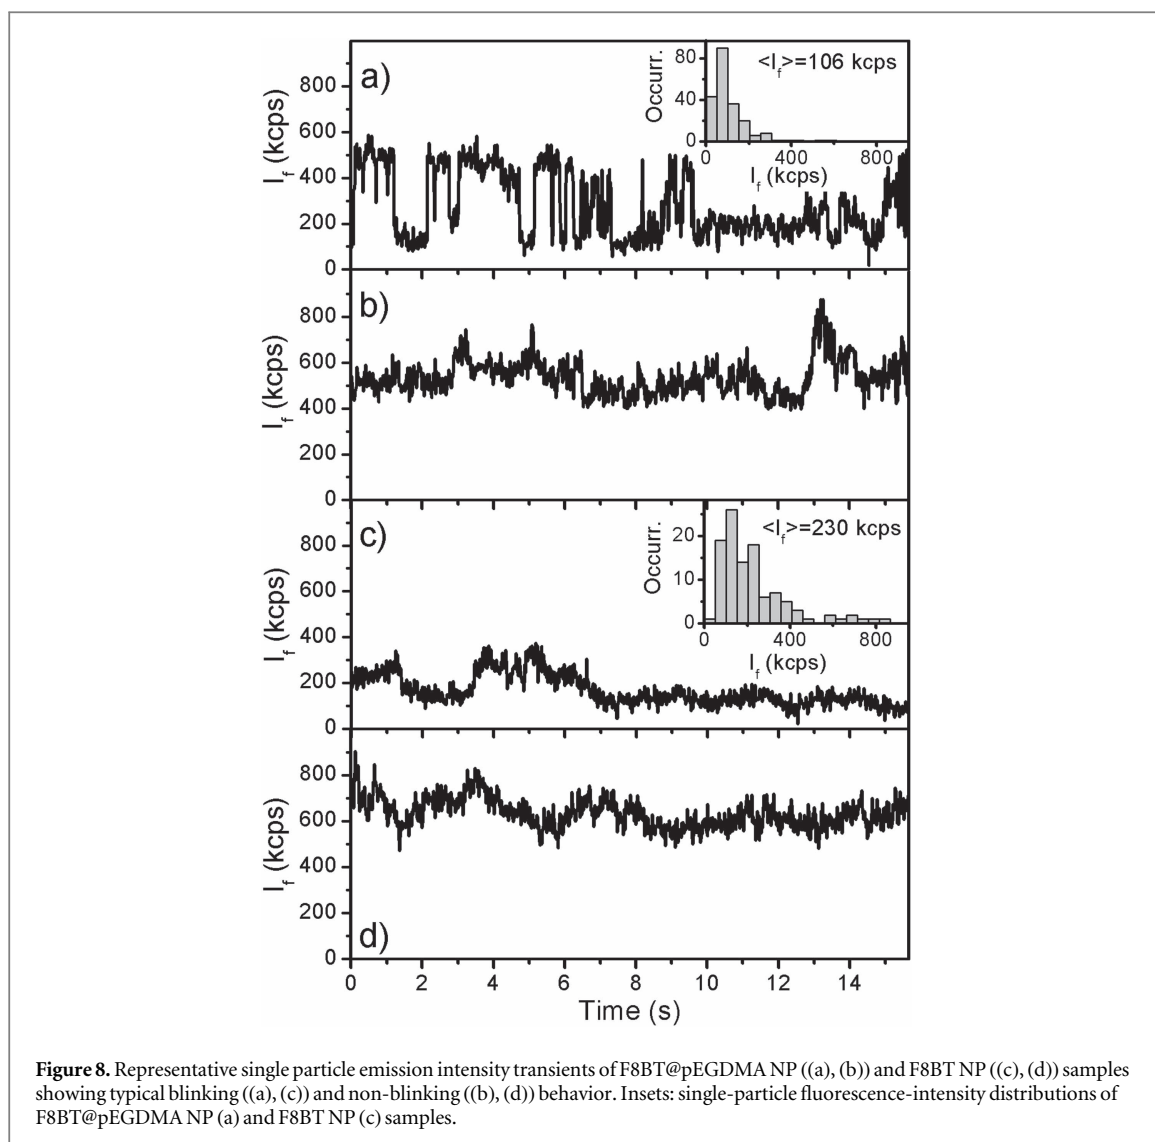 a)
I_f (kcps)
800
600
400
200
0
Occurr.
80
40
0
<I_f>=106 kcps
0 400 800
I_f (kcps)
b)
I_f (kcps)
800
600
400
200
0
c)
I_f (kcps)
800
600
400
200
0
Occurr.
20
10
0
<I_f>=230 kcps
0 400 800
I_f (kcps)
d)
I_f (kcps)
800
600
400
200
0
0 2 4 6 8 10 12 14
Time (s)
Figure 8. Representative single particle emission intensity transients of F8BT@pEGDMA NP ((a), (b)) and F8BT NP ((c), (d)) samples
showing typical blinking ((a), (c)) and non-blinking ((b), (d)) behavior. Insets: single-particle fluorescence-intensity distributions of
F8BT@pEGDMA NP (a) and F8BT NP (c) samples.